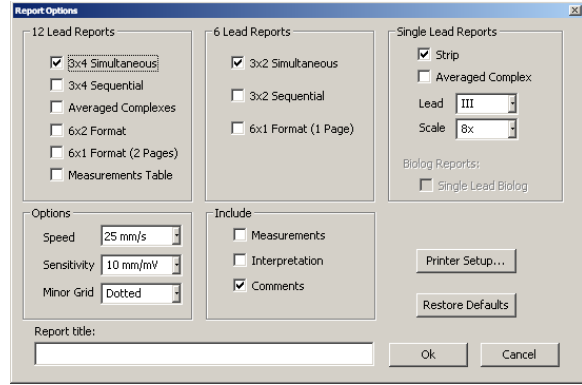 Report Options
12 Lead Reports
3x4 Simultaneous
3x4 Sequential
Averaged Complexes
6x2 Format
6x1 Format (2 Pages)
Measurements Table
6 Lead Reports
3x2 Simultaneous
3x2 Sequential
6x1 Format (1 Page)
Single Lead Reports
Strip
Averaged Complex
Lead III
Scale 8x
Biolog Reports:
Single Lead Biolog
Options
Speed 25 mm/s
Sensitivity 10 mm/mV
Minor Grid Dotted
Include
Measurements
Interpretation
Comments
Printer Setup...
Restore Defaults
Report title:
Ok Cancel